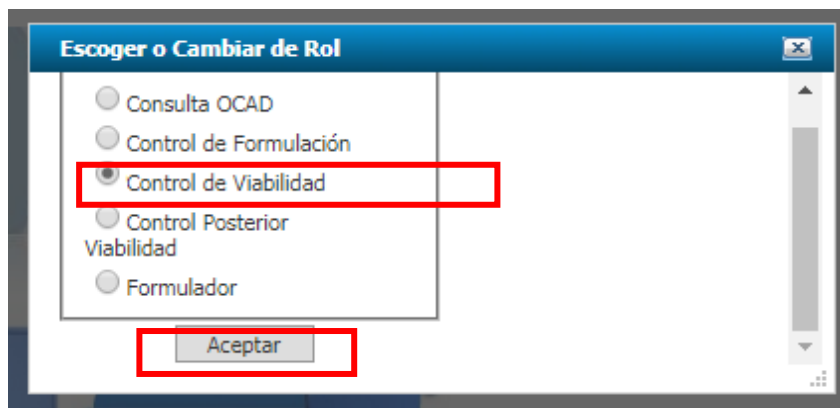 Escoger o Cambiar de Rol
Consulta OCAD
Control de Formulación
Control de Viabilidad
Control Posterior
Viabilidad
Formulador
Aceptar